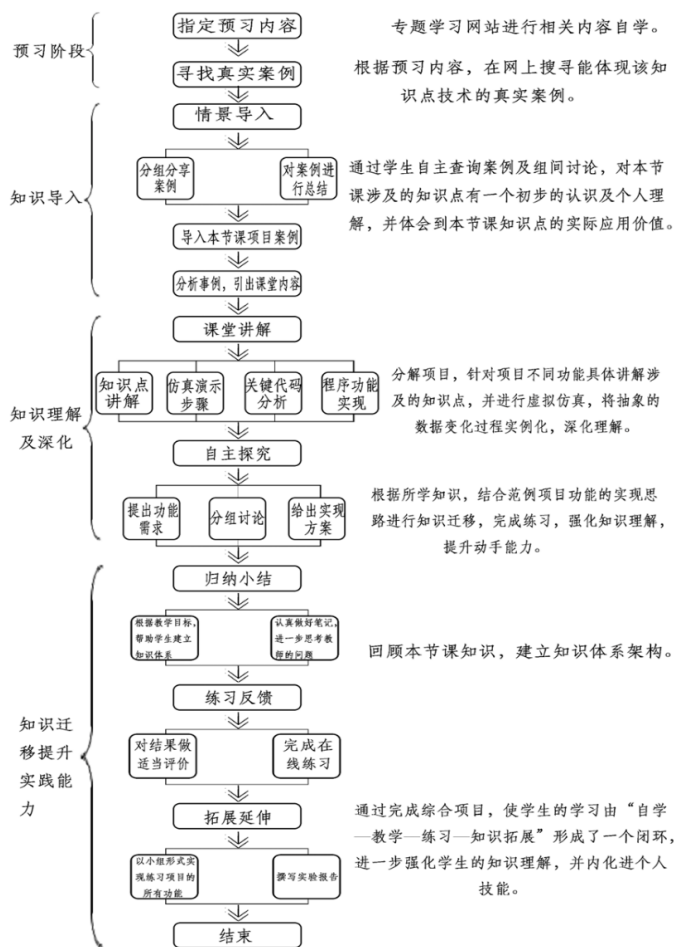 预习阶段
指定预习内容
专题学习网站进行相关内容自学。
寻找真实案例
根据预习内容，在网上搜寻能体现该知
识点技术的真实案例。
知识导入
情景导入
分组分享
案例
对案例进
行总结
通过学生自主查询案例及组间讨论，对本节
课涉及的知识点有一个初步的认识及个人理
解，并体会到本节课知识点的实际应用价值。
导入本节课项目案例
分析事例，引出课堂内容
知识理解
及深化
课堂讲解
知识点
讲解
仿真演示
步骤
关键代码
分析
程序功能
实现
分解项目，针对项目不同功能具体讲解涉
及的知识点，并进行虚拟仿真，将抽象的
数据变化过程实例化，深化理解。
自主探究
提出功能
需求
分组讨论
给出实现
方案
根据所学知识，结合范例项目功能的实现思
路进行知识迁移，完成练习，强化知识理解，
提升动手能力。
知识迁
移提升
实践能
力
归纳小结
根据教学目标，
帮助学生建立
知识体系
认真做好笔记，
进一步思考教
师的问题
回顾本节课知识，建立知识体系架构。
练习反馈
对结果做
适当评价
完成在
线练习
拓展延伸
以小组形式实
现练习项目的
所有功能
撰写实验报告
通过完成综合项目，使学生的学习由“自学
—教学—练习—知识拓展”形成了一个闭环，
进一步强化学生的知识理解，并内化进个人
技能。
结束